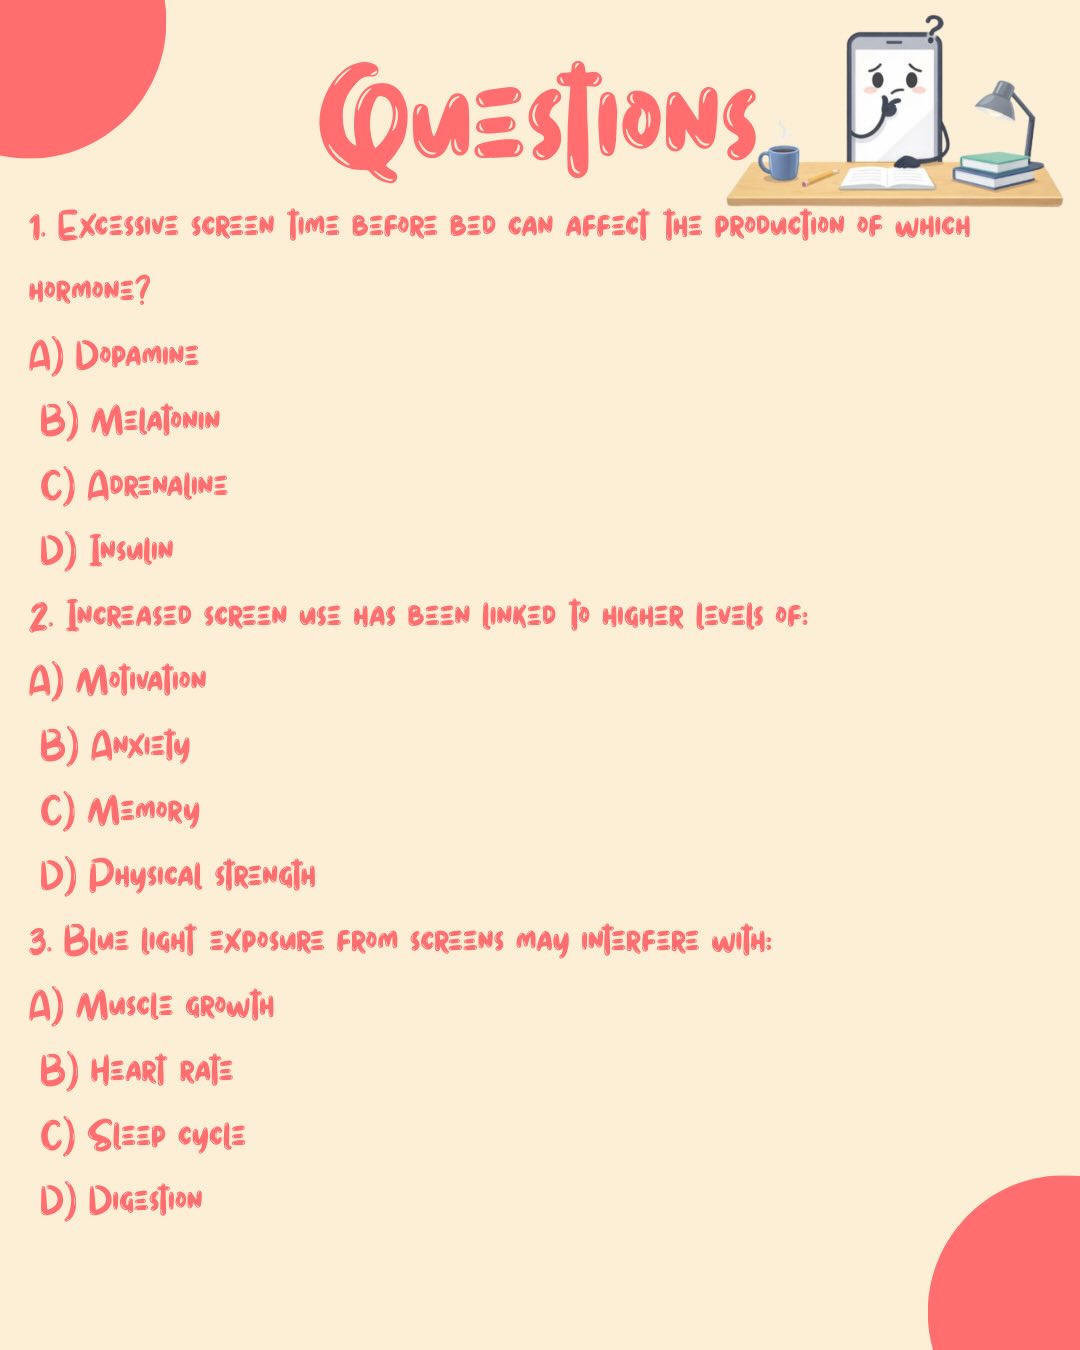 Questions
?
1. Excessive screen time before bed can affect the production of which
hormone?
A) Dopamine
B) Melatonin
C) Adrenaline
D) Insulin
2. Increased screen use has been linked to higher levels of:
A) Motivation
B) Anxiety
C) Memory
D) Physical strength
3. Blue light exposure from screens may interfere with:
A) Muscle growth
B) Heart rate
C) Sleep cycle
D) Digestion